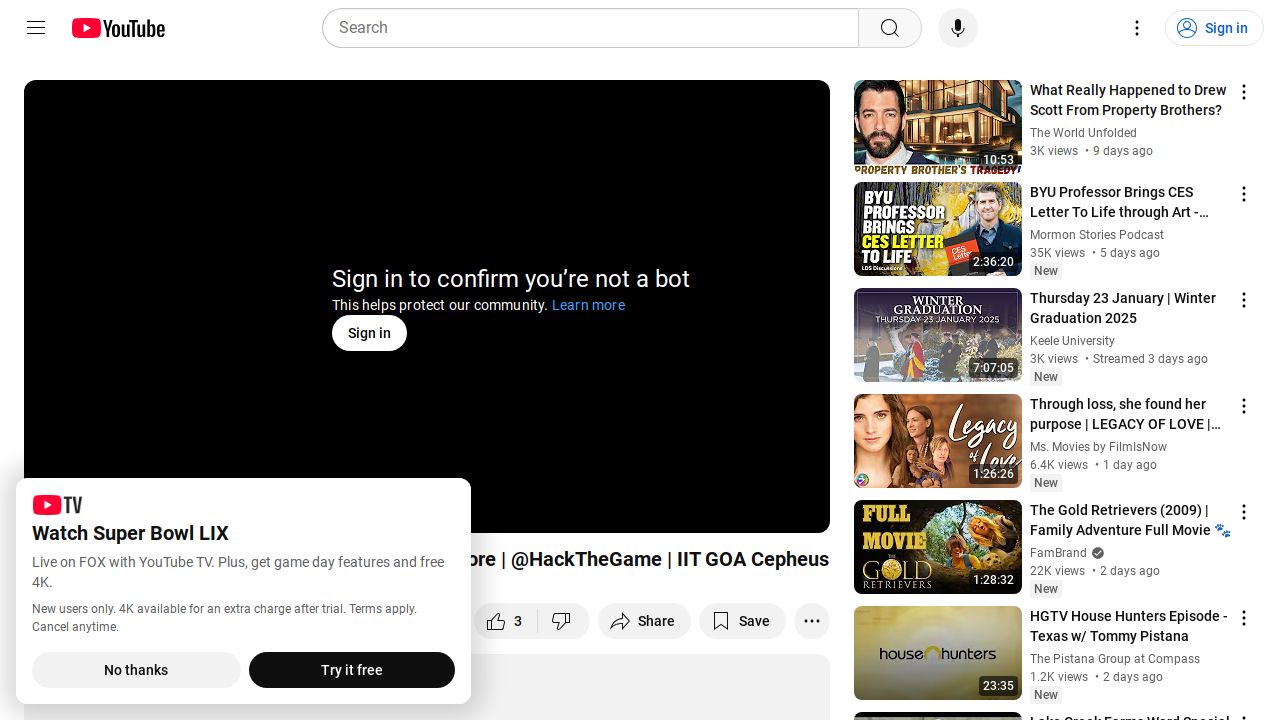 YouTube
Search
Sign in
Sign in to confirm you’re not a bot
This helps protect our community. Learn more
Sign in
TV
Watch Super Bowl LIX
Live on FOX with YouTube TV. Plus, get game day features and free
4K.
New users only. 4K available for an extra charge after trial. Terms apply.
Cancel anytime.
No thanks
Try it free
ore | @HackTheGame | IIT GOA Cepheus
3
Share
Save
10:53
PROPERTY BROTHER'S TRAGEDY
What Really Happened to Drew
Scott From Property Brothers?
The World Unfolded
3K views • 9 days ago
BYU
PROFESSOR
BRINGS
CES LETTER
TO LIFE
LDS Discussions
CES
Letter
2:36:20
BYU Professor Brings CES
Letter To Life through Art -...
Mormon Stories Podcast
35K views • 5 days ago
New
WINTER
GRADUATION
THURSDAY 23 JANUARY 2025
7:07:05
Thursday 23 January | Winter
Graduation 2025
Keele University
3K views • Streamed 3 days ago
New
Legacy
of Love
1:26:26
Through loss, she found her
purpose | LEGACY OF LOVE |...
Ms. Movies by FilmIsNow
6.4K views • 1 day ago
New
FULL
MOVIE
THE
GOLD
RETRIEVERS
1:28:32
The Gold Retrievers (2009) |
Family Adventure Full Movie 🐾
FamBrand
22K views • 2 days ago
New
house hunters
23:35
HGTV House Hunters Episode -
Texas w/ Tommy Pistana
The Pistana Group at Compass
1.2K views • 2 days ago
New